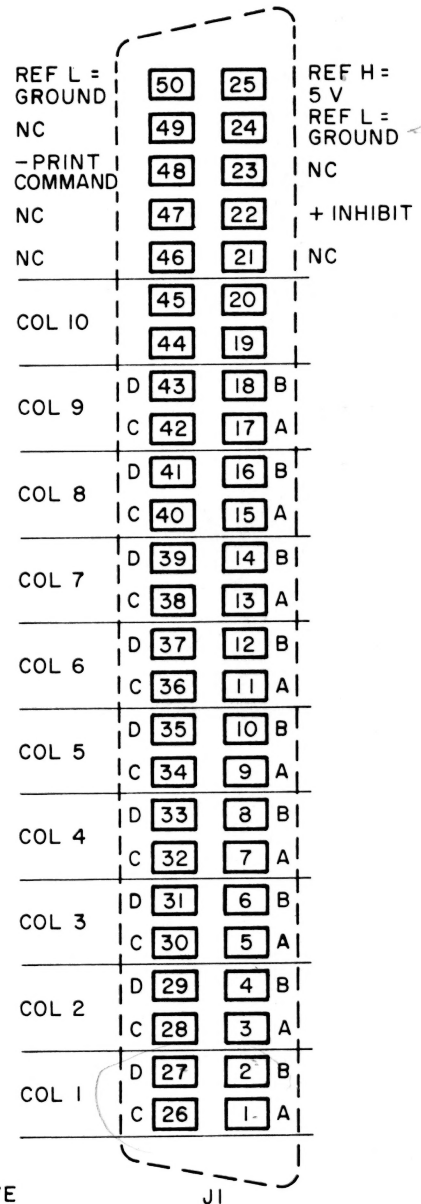 REF L = GROUND 50 25 REF H = 5 V
NC 49 24 REF L = GROUND
-PRINT COMMAND 48 23 NC
NC 47 22 + INHIBIT
NC 46 21 NC
COL 10
45 20
44 19
COL 9
D 43 18 B
C 42 17 A
COL 8
D 41 16 B
C 40 15 A
COL 7
D 39 14 B
C 38 13 A
COL 6
D 37 12 B
C 36 11 A
COL 5
D 35 10 B
C 34 9 A
COL 4
D 33 8 B
C 32 7 A
COL 3
D 31 6 B
C 30 5 A
COL 2
D 29 4 B
C 28 3 A
COL 1
D 27 2 B
C 26 1 A
J1